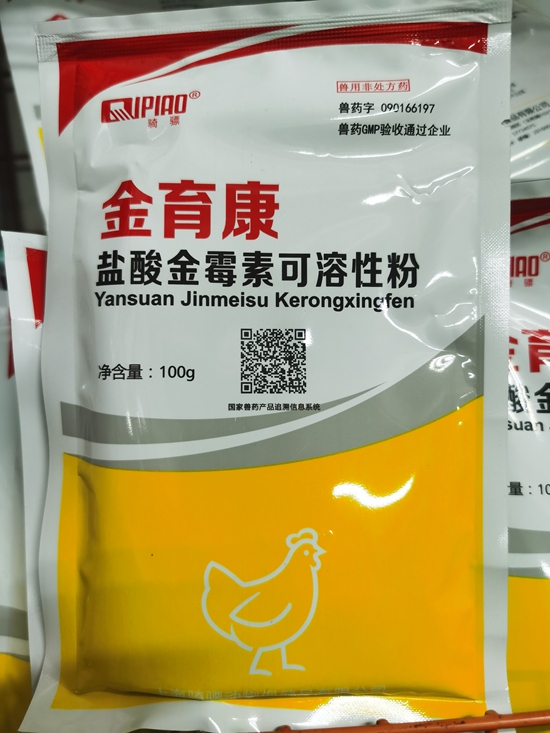 QIPIAO®
骑骠
兽用非处方药
兽药字 090166197
兽药GMP验收通过企业
金育康
盐酸金霉素可溶性粉
Yansuan Jinmeisu Kerongxingfen
净含量：100g
国家兽药产品追溯信息系统